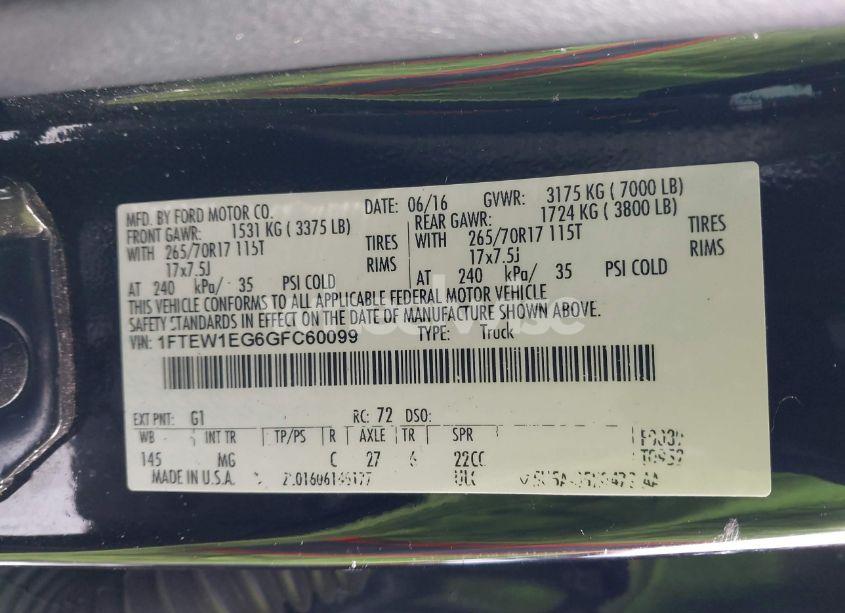 MFD. BY FORD MOTOR CO. DATE: 06/16 GVWR: 3175 KG ( 7000 LB)
FRONT GAWR: 1531 KG ( 3375 LB) REAR GAWR: 1724 KG ( 3800 LB)
WITH 265/70R17 115T TIRES WITH 265/70R17 115T TIRES
17x7.5J RIMS 17x7.5J RIMS
AT 240 kPa/ 35 PSI COLD AT 240 kPa/ 35 PSI COLD
THIS VEHICLE CONFORMS TO ALL APPLICABLE FEDERAL MOTOR VEHICLE
SAFETY STANDARDS IN EFFECT ON THE DATE OF MANUFACTURE SHOWN ABOVE.
VIN: 1FTEW1EG6GFC60099 Truck
EXT PNT: G1 RC: 72 DSO:
WB INT TR TP/PS R AXLE TR SPR
145 MG C 27 6 22CC
MADE IN U.S.A.